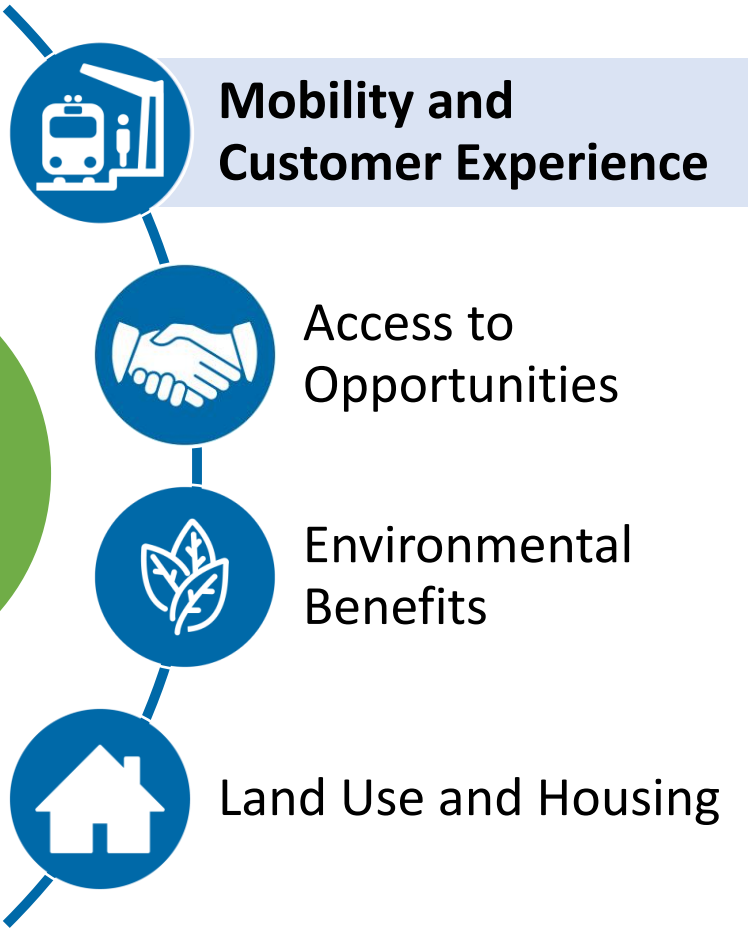 Mobility and
Customer Experience
Access to
Opportunities
Environmental
Benefits
Land Use and Housing